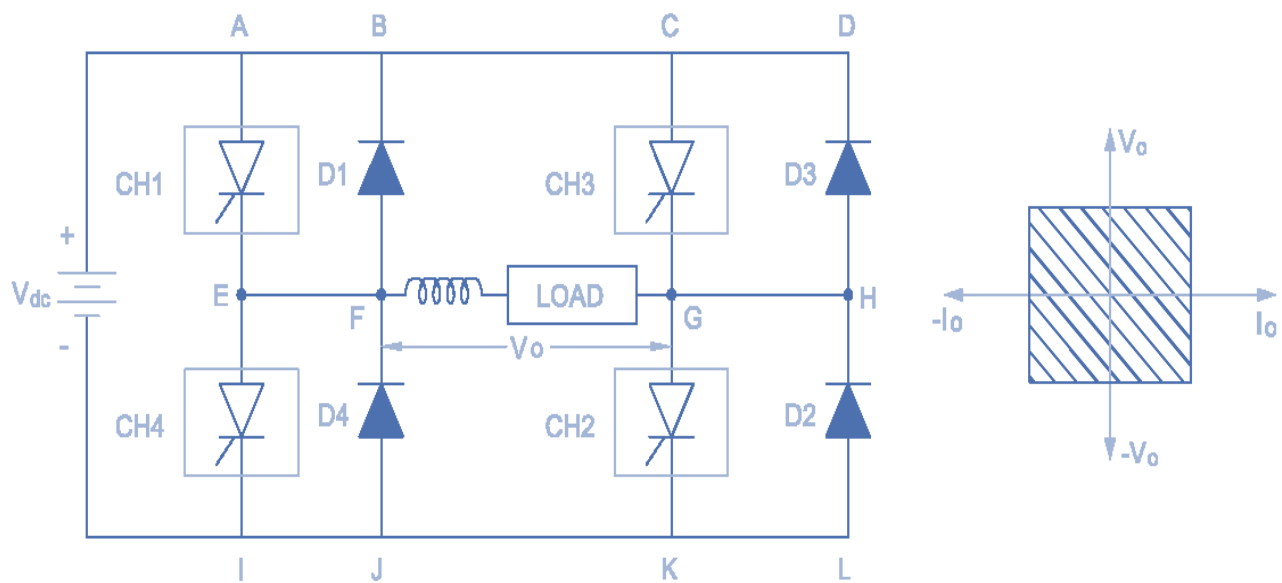 A B C D
CH1 D1 CH3 D3
+
Vdc
-
E F LOAD G H
Vo
CH4 D4 CH2 D2
I J K L
Vo
-Io Io
-Vo